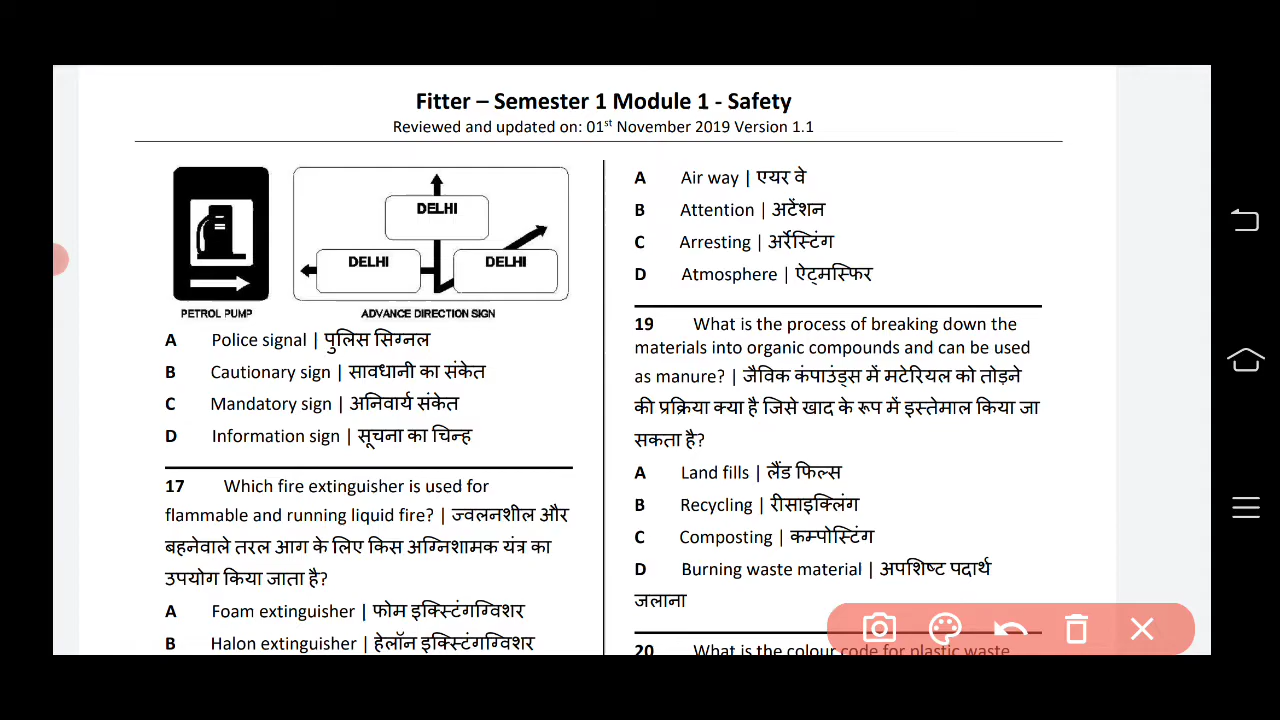 Fitter – Semester 1 Module 1 - Safety
Reviewed and updated on: 01st November 2019 Version 1.1
DELHI
DELHI
DELHI
PETROL PUMP
ADVANCE DIRECTION SIGN
A Police signal | पुलिस सिग्नल
B Cautionary sign | सावधानी का संकेत
C Mandatory sign | अनिवार्य संकेत
D Information sign | सूचना का चिन्ह
17 Which fire extinguisher is used for
flammable and running liquid fire? | ज्वलनशील और
बहनेवाले तरल आग के लिए किस अग्निशामक यंत्र का
उपयोग किया जाता है?
A Foam extinguisher | फोम इक्स्टिंगग्विशर
B Halon extinguisher | हेलॉन इक्स्टिंगग्विशर
A Air way | एयर वे
B Attention | अटेंशन
C Arresting | अर्रेस्टिंग
D Atmosphere | ऐट्मस्फिर
19 What is the process of breaking down the
materials into organic compounds and can be used
as manure? | जैविक कंपाउंड्स में मटेरियल को तोड़ने
की प्रक्रिया क्या है जिसे खाद के रूप में इस्तेमाल किया जा
सकता है?
A Land fills | लैंड फिल्स
B Recycling | रीसाइक्लिंग
C Composting | कम्पोस्टिंग
D Burning waste material | अपशिष्ट पदार्थ
जलाना
20 What is the colour code for plastic waste